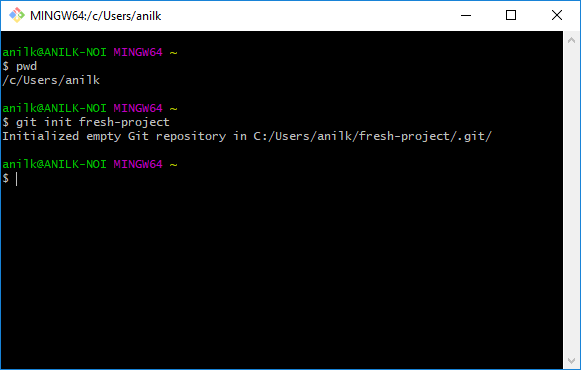 MINGW64:/c/Users/anilk
anilk@ANILK-NOI MINGW64 ~
$ pwd
/c/Users/anilk
anilk@ANILK-NOI MINGW64 ~
$ git init fresh-project
Initialized empty Git repository in C:/Users/anilk/fresh-project/.git/
anilk@ANILK-NOI MINGW64 ~
$